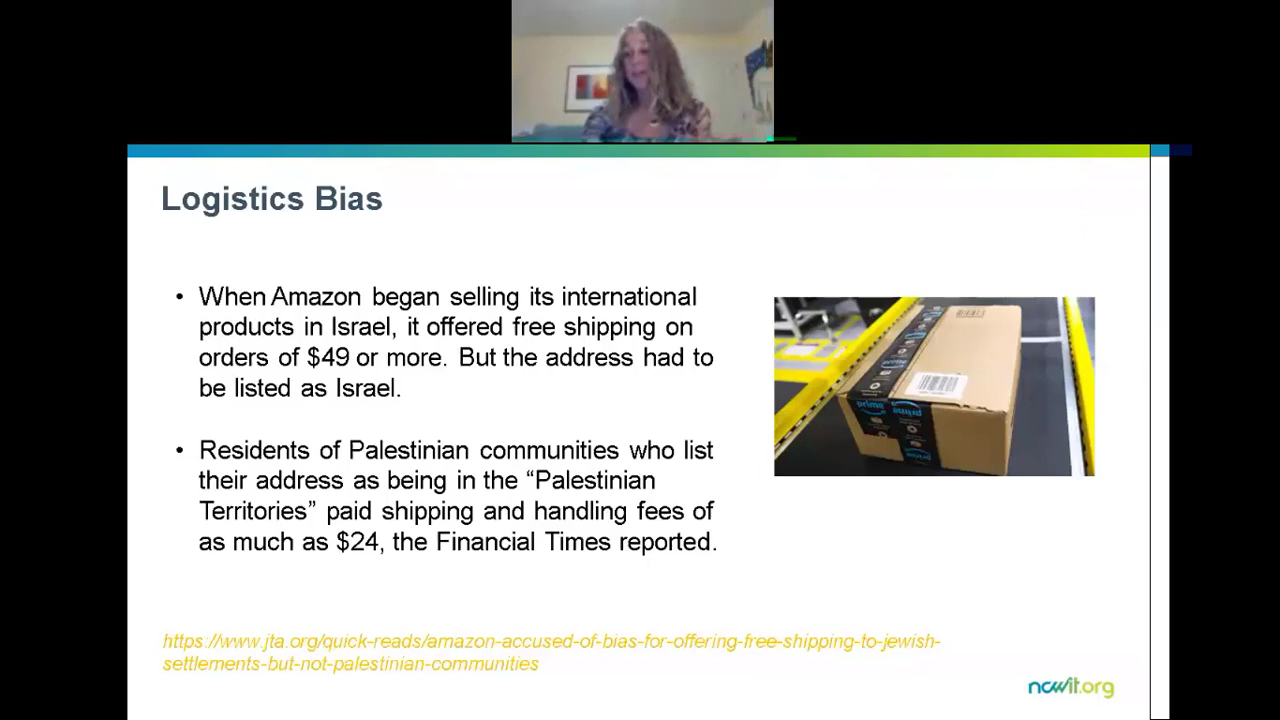 Logistics Bias
• When Amazon began selling its international
products in Israel, it offered free shipping on
orders of $49 or more. But the address had to
be listed as Israel.
• Residents of Palestinian communities who list
their address as being in the “Palestinian
Territories” paid shipping and handling fees of
as much as $24, the Financial Times reported.
prime
prime
prime
https://www.jta.org/quick-reads/amazon-accused-of-bias-for-offering-free-shipping-to-jewish-
settlements-but-not-palestinian-communities
ncwit.org